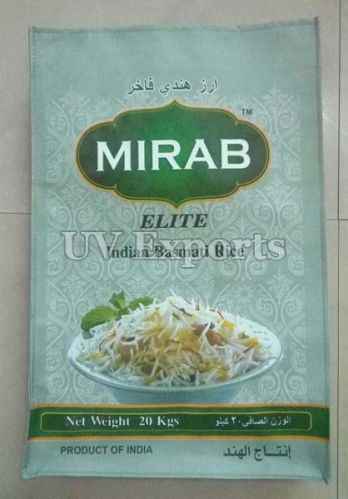 ارز هندي فاخر
TM
MIRAB
ELITE
UV Exports
Indian Basmati Rice
Net Weight 20 Kgs
الوزن الصافى ٢٠ كيلو
PRODUCT OF INDIA
إنتاج الهند